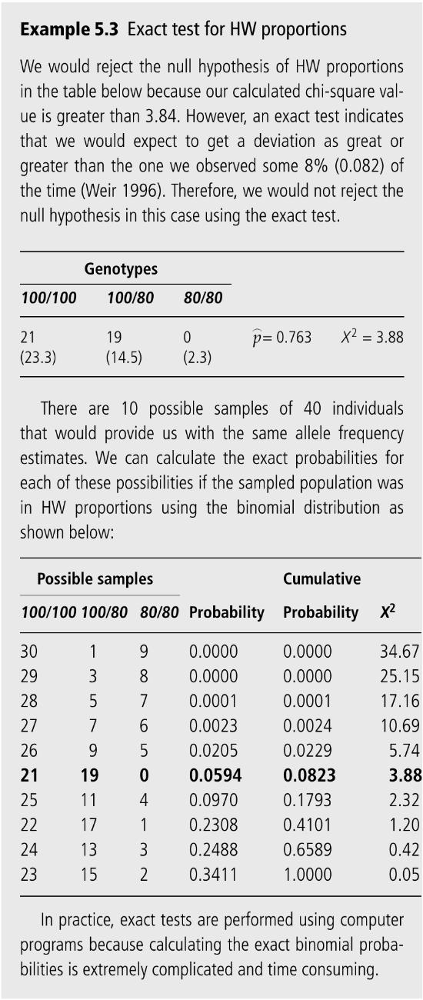 Example 5.3 Exact test for HW proportions
We would reject the null hypothesis of HW proportions
in the table below because our calculated chi-square val-
ue is greater than 3.84. However, an exact test indicates
that we would expect to get a deviation as great or
greater than the one we observed some 8% (0.082) of
the time (Weir 1996). Therefore, we would not reject the
null hypothesis in this case using the exact test.
Genotypes
100/100 100/80 80/80
21 19 0 p̂= 0.763 X² = 3.88
(23.3) (14.5) (2.3)
There are 10 possible samples of 40 individuals
that would provide us with the same allele frequency
estimates. We can calculate the exact probabilities for
each of these possibilities if the sampled population was
in HW proportions using the binomial distribution as
shown below:
Possible samples Cumulative
100/100 100/80 80/80 Probability Probability X²
30 1 9 0.0000 0.0000 34.67
29 3 8 0.0000 0.0000 25.15
28 5 7 0.0001 0.0001 17.16
27 7 6 0.0023 0.0024 10.69
26 9 5 0.0205 0.0229 5.74
21 19 0 0.0594 0.0823 3.88
25 11 4 0.0970 0.1793 2.32
22 17 1 0.2308 0.4101 1.20
24 13 3 0.2488 0.6589 0.42
23 15 2 0.3411 1.0000 0.05
In practice, exact tests are performed using computer
programs because calculating the exact binomial proba-
bilities is extremely complicated and time consuming.